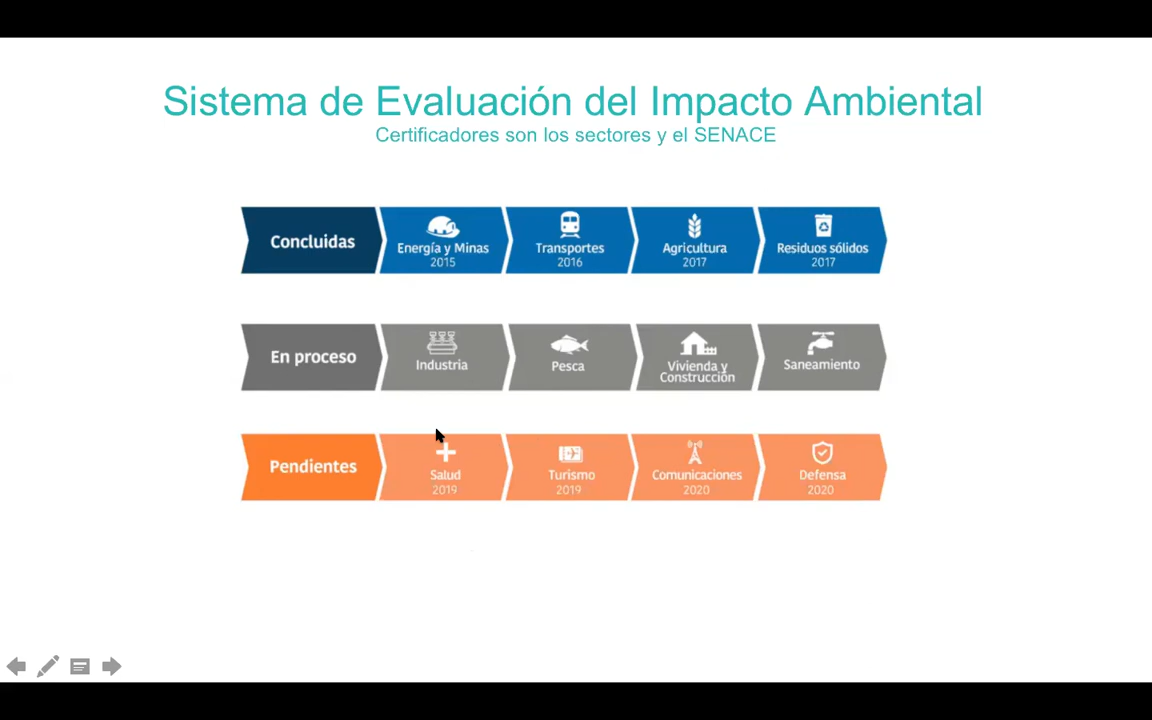 Sistema de Evaluación del Impacto Ambiental
Certificadores son los sectores y el SENACE
Concluidas
Energía y Minas
2015
Transportes
2016
Agricultura
2017
Residuos sólidos
2017
En proceso
Industria
Pesca
Vivienda y
Construcción
Saneamiento
Pendientes
Salud
2019
Turismo
2019
Comunicaciones
2020
Defensa
2020